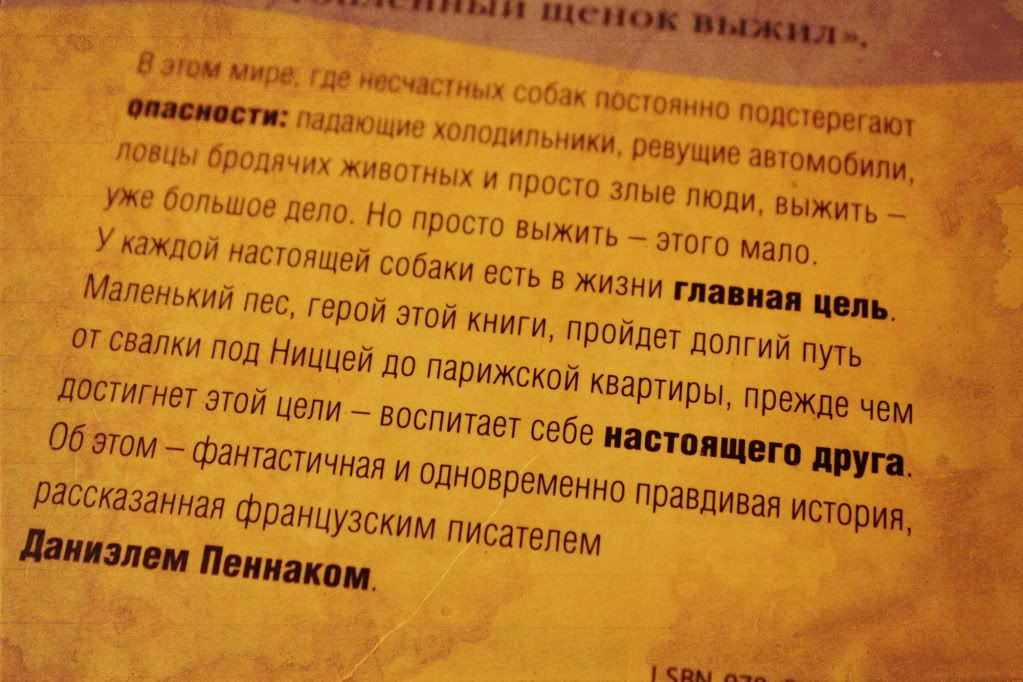 щенок выжил».
В этом мире, где несчастных собак постоянно подстерегают
опасности: падающие холодильники, ревущие автомобили,
ловцы бродячих животных и просто злые люди, выжить –
уже большое дело. Но просто выжить – этого мало.
У каждой настоящей собаки есть в жизни главная цель.
Маленький пес, герой этой книги, пройдет долгий путь
от свалки под Ниццей до парижской квартиры, прежде чем
достигнет этой цели – воспитает себе настоящего друга.
Об этом – фантастичная и одновременно правдивая история,
рассказанная французским писателем
Даниэлем Пеннаком.
ISBN 978